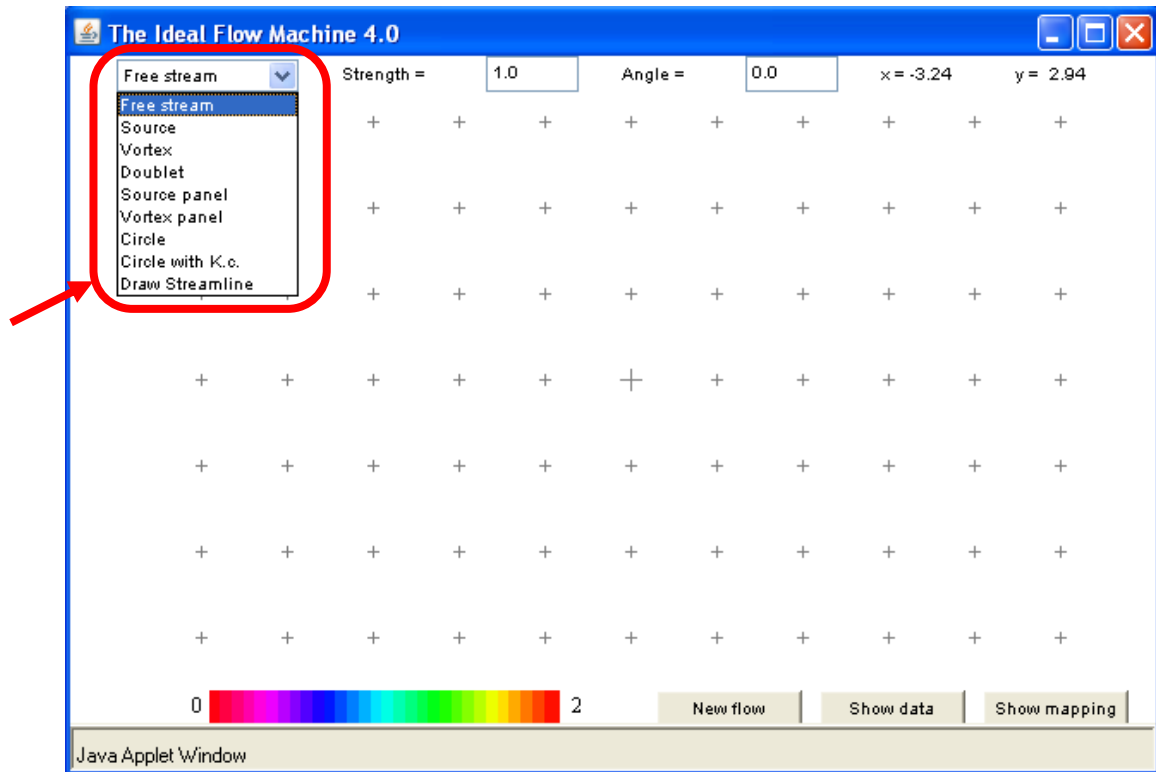 The Ideal Flow Machine 4.0
Free stream Strength = 1.0 Angle = 0.0 x = -3.24 y = 2.94
Free stream
Source
Vortex
Doublet
Source panel
Vortex panel
Circle
Circle with K.c.
Draw Streamline
0 2 New flow Show data Show mapping
Java Applet Window